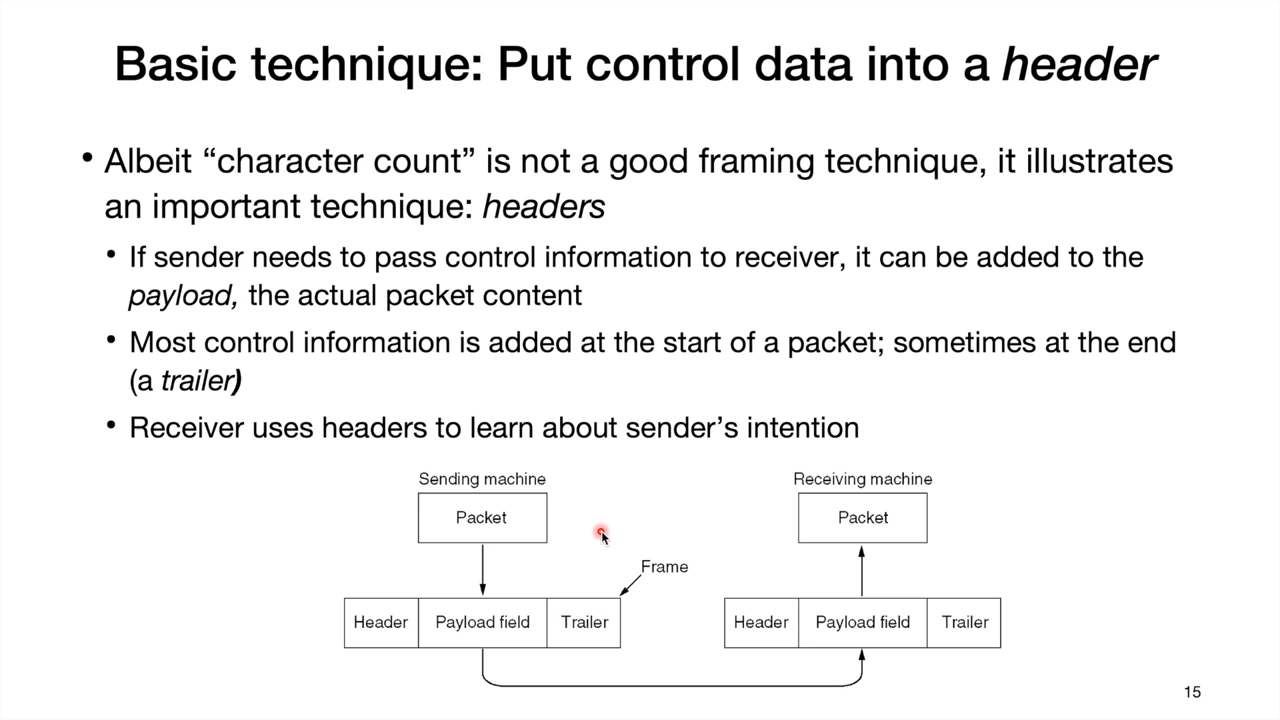 Basic technique: Put control data into a header
• Albeit “character count” is not a good framing technique, it illustrates
an important technique: headers
• If sender needs to pass control information to receiver, it can be added to the
payload, the actual packet content
• Most control information is added at the start of a packet; sometimes at the end
(a trailer)
• Receiver uses headers to learn about sender’s intention
Sending machine
Receiving machine
Packet
Packet
Frame
Header Payload field Trailer
Header Payload field Trailer
15